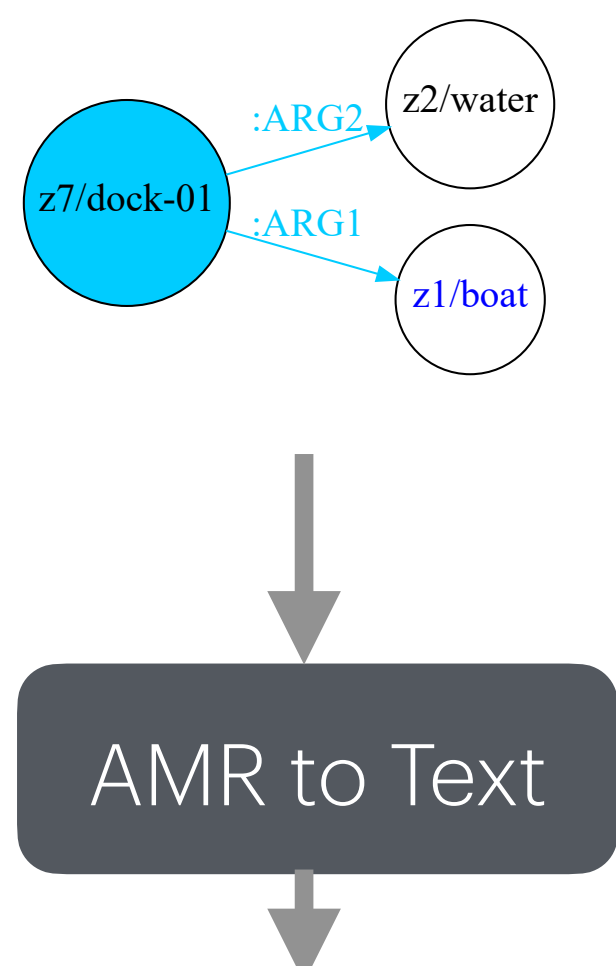 z2/water
:ARG2
z7/dock-01
:ARG1
z1/boat
AMR to Text